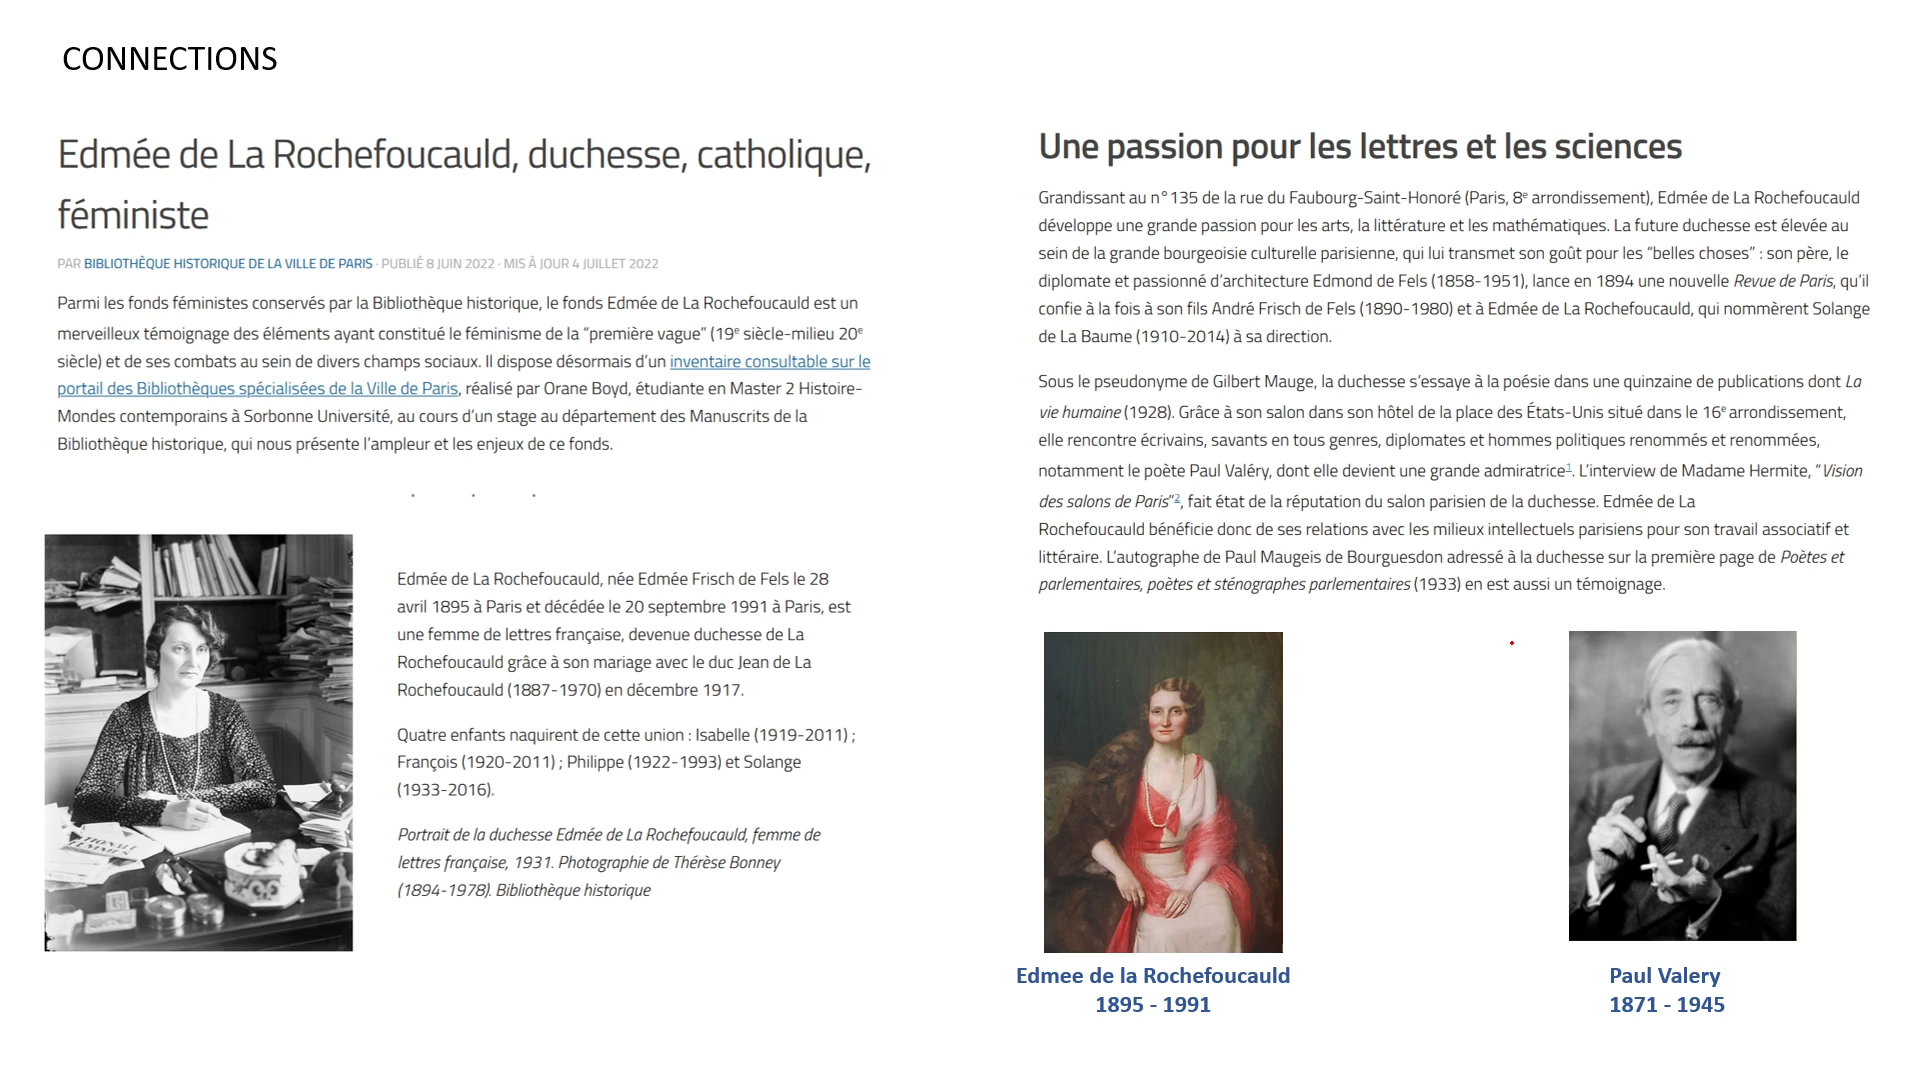 CONNECTIONS
Edmée de La Rochefoucauld, duchesse, catholique,
féministe
PAR BIBLIOTHÈQUE HISTORIQUE DE LA VILLE DE PARIS · PUBLIÉ 8 JUIN 2022 · MIS À JOUR 4 JUILLET 2022
Parmi les fonds féministes conservés par la Bibliothèque historique, le fonds Edmée de La Rochefoucauld est un
merveilleux témoignage des éléments ayant constitué le féminisme de la “première vague” (19e siècle-milieu 20e
siècle) et de ses combats au sein de divers champs sociaux. Il dispose désormais d’un inventaire consultable sur le
portail des Bibliothèques spécialisées de la Ville de Paris, réalisé par Orane Boyd, étudiante en Master 2 Histoire-
Mondes contemporains à Sorbonne Université, au cours d’un stage au département des Manuscrits de la
Bibliothèque historique, qui nous présente l’ampleur et les enjeux de ce fonds.
. . .
Edmée de La Rochefoucauld, née Edmée Frisch de Fels le 28
avril 1895 à Paris et décédée le 20 septembre 1991 à Paris, est
une femme de lettres française, devenue duchesse de La
Rochefoucauld grâce à son mariage avec le duc Jean de La
Rochefoucauld (1887-1970) en décembre 1917.
Quatre enfants naquirent de cette union : Isabelle (1919-2011) ;
François (1920-2011) ; Philippe (1922-1993) et Solange
(1933-2016).
Portrait de la duchesse Edmée de La Rochefoucauld, femme de
lettres française, 1931. Photographie de Thérèse Bonney
(1894-1978). Bibliothèque historique
Une passion pour les lettres et les sciences
Grandissant au n°135 de la rue du Faubourg-Saint-Honoré (Paris, 8e arrondissement), Edmée de La Rochefoucauld
développe une grande passion pour les arts, la littérature et les mathématiques. La future duchesse est élevée au
sein de la grande bourgeoisie culturelle parisienne, qui lui transmet son goût pour les “belles choses” : son père, le
diplomate et passionné d’architecture Edmond de Fels (1858-1951), lance en 1894 une nouvelle Revue de Paris, qu’il
confie à la fois à son fils André Frisch de Fels (1890-1980) et à Edmée de La Rochefoucauld, qui nommèrent Solange
de La Baume (1910-2014) à sa direction.
Sous le pseudonyme de Gilbert Mauge, la duchesse s’essaye à la poésie dans une quinzaine de publications dont La
vie humaine (1928). Grâce à son salon dans son hôtel de la place des États-Unis situé dans le 16e arrondissement,
elle rencontre écrivains, savants en tous genres, diplomates et hommes politiques renommés et renommées,
notamment le poète Paul Valéry, dont elle devient une grande admiratrice1. L’interview de Madame Hermite, “Vision
des salons de Paris”2, fait état de la réputation du salon parisien de la duchesse. Edmée de La
Rochefoucauld bénéficie donc de ses relations avec les milieux intellectuels parisiens pour son travail associatif et
littéraire. L’autographe de Paul Maugeis de Bourguesdon adressé à la duchesse sur la première page de Poètes et
parlementaires, poètes et sténographes parlementaires (1933) en est aussi un témoignage.
Edmee de la Rochefoucauld
1895 - 1991
Paul Valery
1871 - 1945